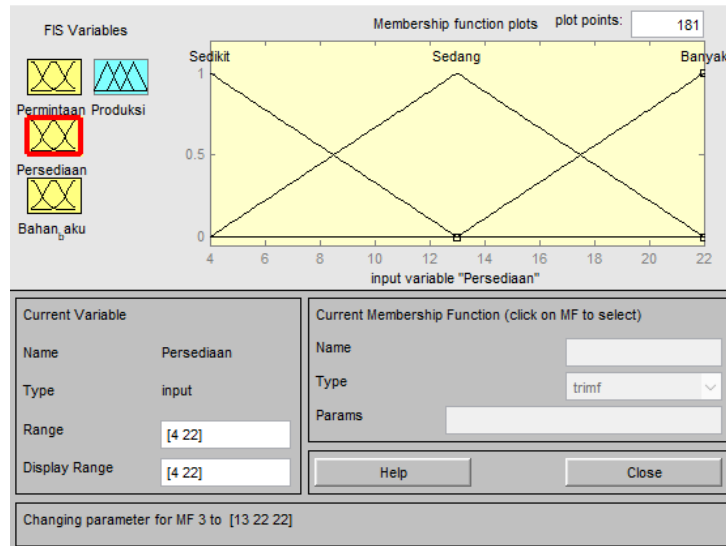 FIS Variables
Membership function plots
plot points:
181
Permintaan
Produksi
Persediaan
Bahan_baku
Sedikit
Sedang
Banyak
1
0.5
0
4 6 8 10 12 14 16 18 20 22
input variable "Persediaan"
Current Variable
Name Persediaan
Type input
Range [4 22]
Display Range [4 22]
Current Membership Function (click on MF to select)
Name
Type trimf
Params
Help
Close
Changing parameter for MF 3 to [13 22 22]